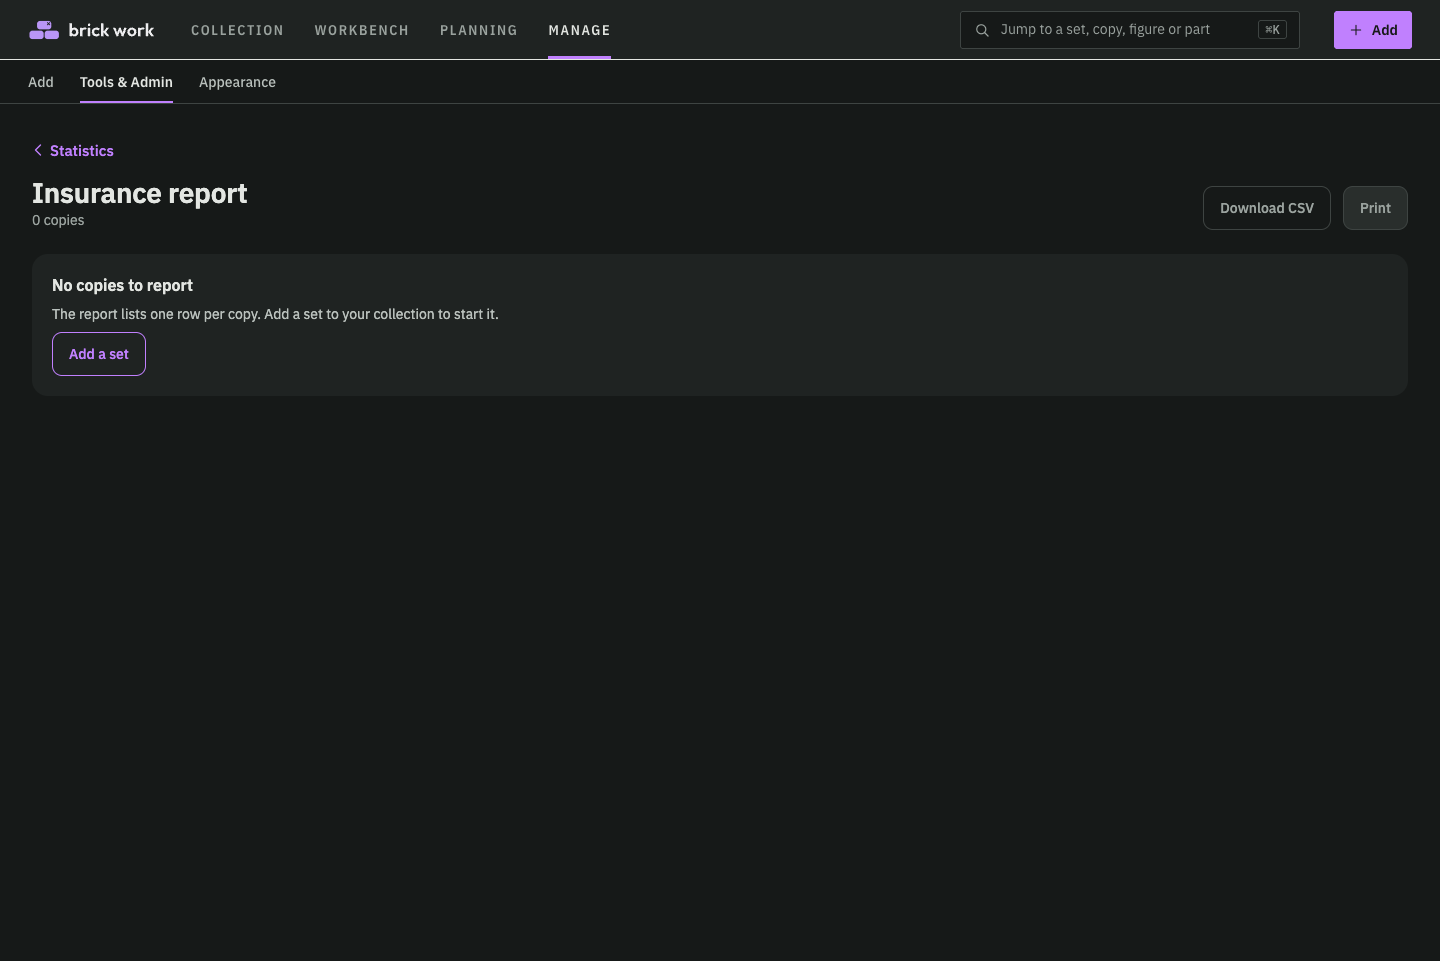 brick work
COLLECTION
WORKBENCH
PLANNING
MANAGE
Jump to a set, copy, figure or part
⌘K
+ Add
Add
Tools & Admin
Appearance
Statistics
Insurance report
0 copies
Download CSV
Print
No copies to report
The report lists one row per copy. Add a set to your collection to start it.
Add a set